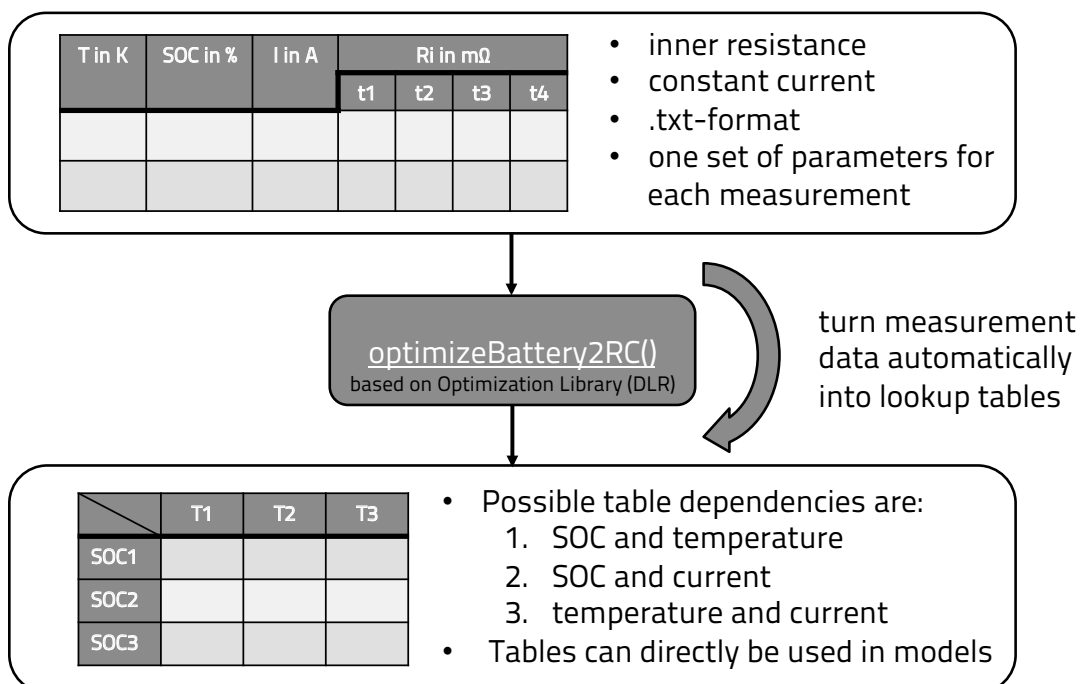 T in K SOC in % I in A Ri in mΩ
t1 t2 t3 t4
• inner resistance
• constant current
• .txt-format
• one set of parameters for
each measurement
optimizeBattery2RC()
based on Optimization Library (DLR)
turn measurement
data automatically
into lookup tables
T1 T2 T3
SOC1
SOC2
SOC3
• Possible table dependencies are:
1. SOC and temperature
2. SOC and current
3. temperature and current
• Tables can directly be used in models